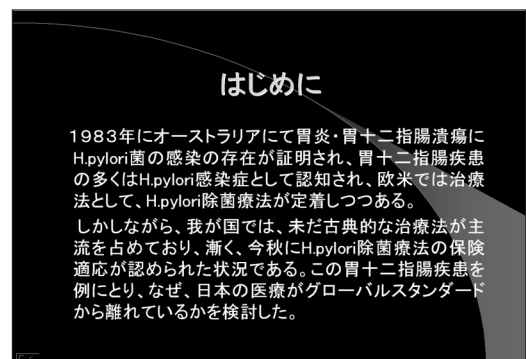 はじめに
1983年にオーストラリアにて胃炎・胃十二指腸潰瘍に
H.pylori菌の感染の存在が証明され、胃十二指腸疾患
の多くはH.pylori感染症として認知され、欧米では治療
法として、H.pylori除菌療法が定着しつつある。
しかしながら、我が国では、未だ古典的な治療法が主
流を占めており、漸く、今秋にH.pylori除菌療法の保険
適応が認められた状況である。この胃十二指腸疾患を
例にとり、なぜ、日本の医療がグローバルスタンダード
から離れているかを検討した。